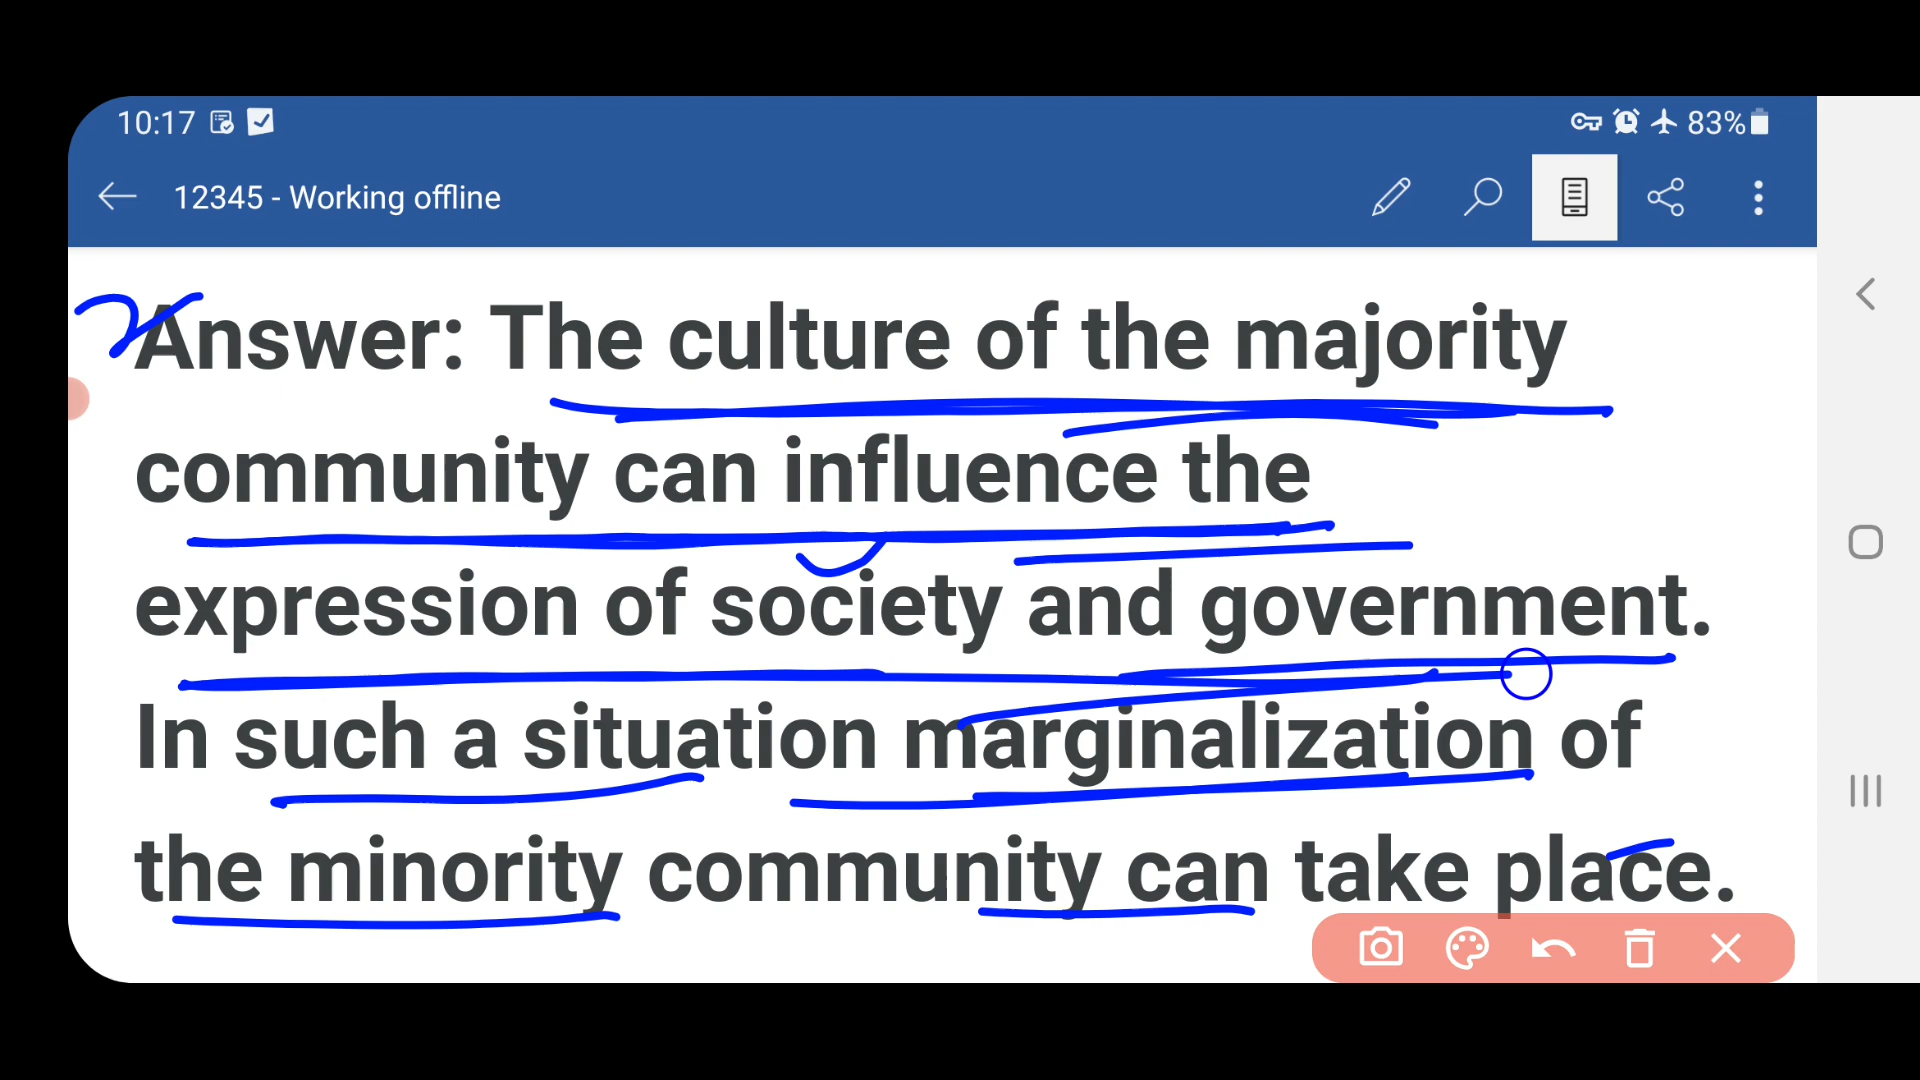 10:17
83%
12345 - Working offline
Answer: The culture of the majority
community can influence the
expression of society and government.
In such a situation marginalization of
the minority community can take place.